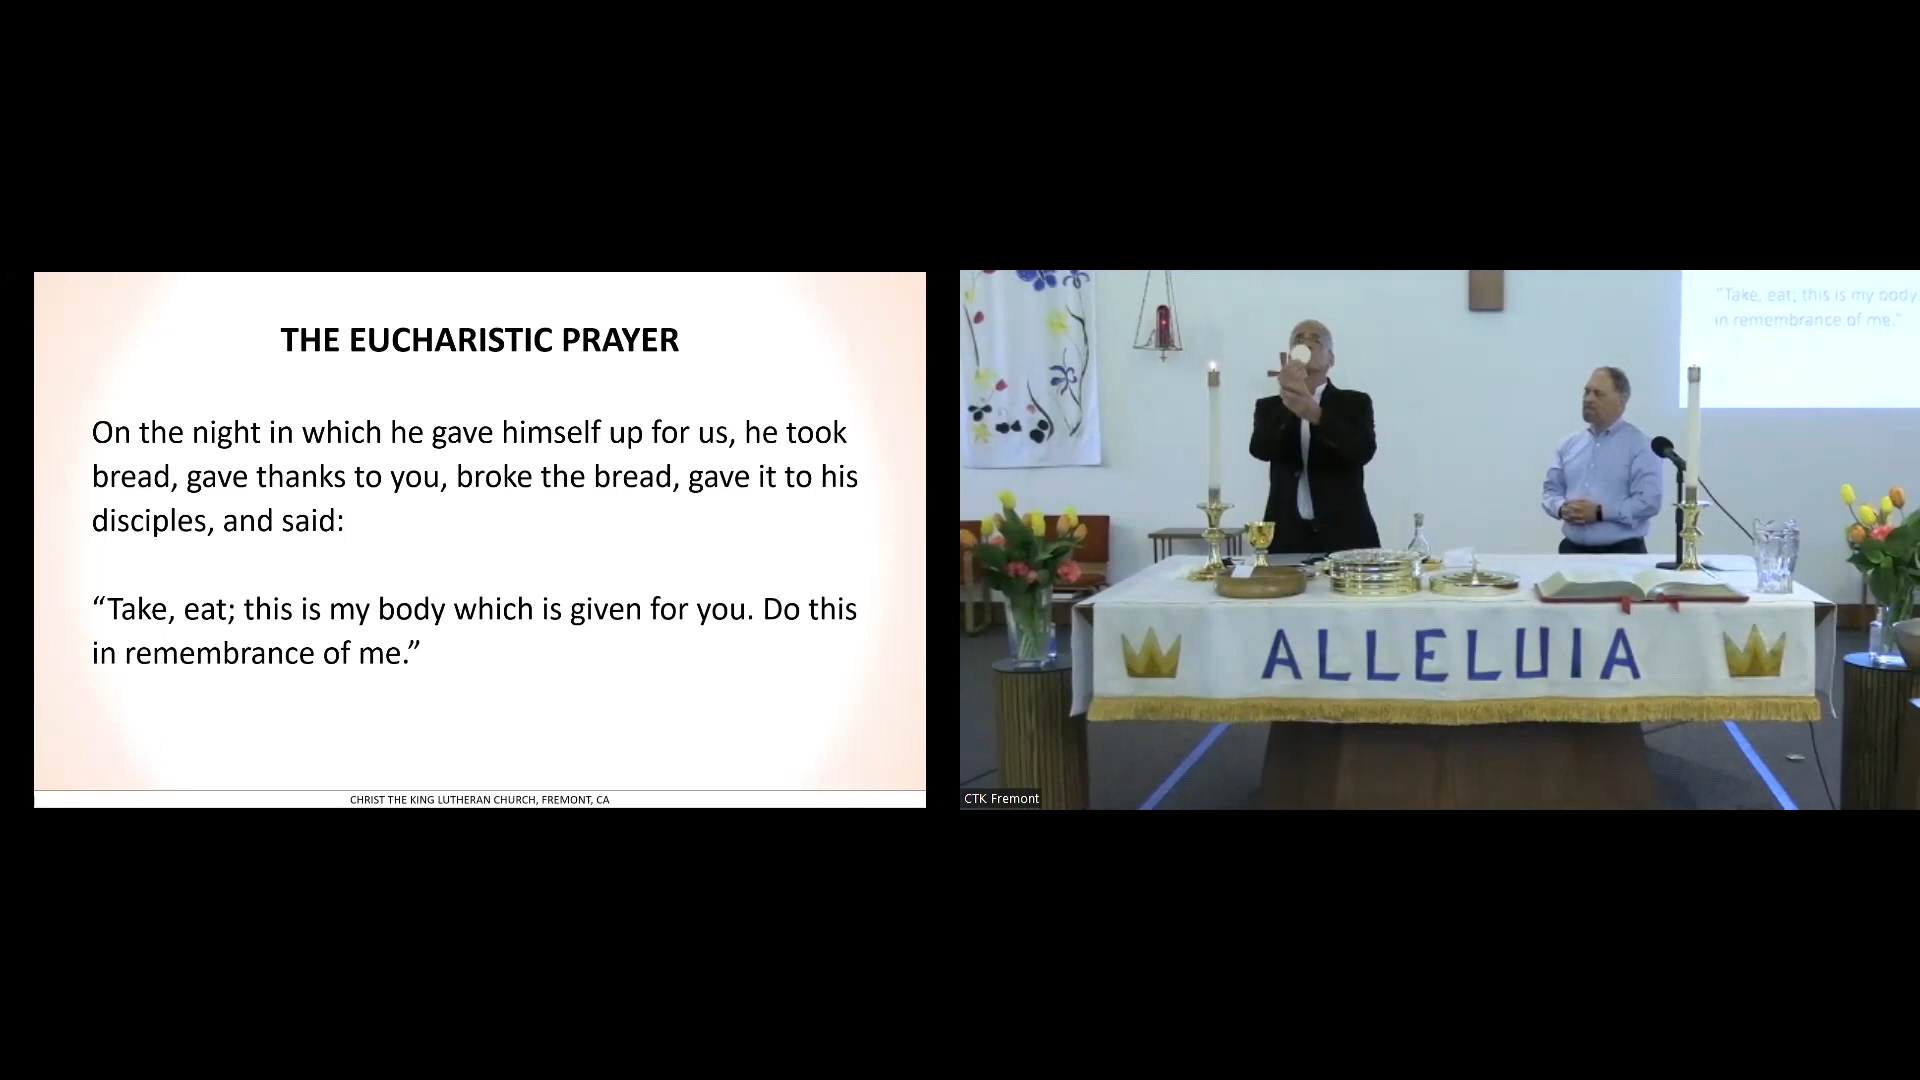 THE EUCHARISTIC PRAYER
On the night in which he gave himself up for us, he took
bread, gave thanks to you, broke the bread, gave it to his
disciples, and said:
“Take, eat; this is my body which is given for you. Do this
in remembrance of me.”
CHRIST THE KING LUTHERAN CHURCH, FREMONT, CA
"Take, eat; this is my body
in remembrance of me."
ALLELUIA
CTK Fremont